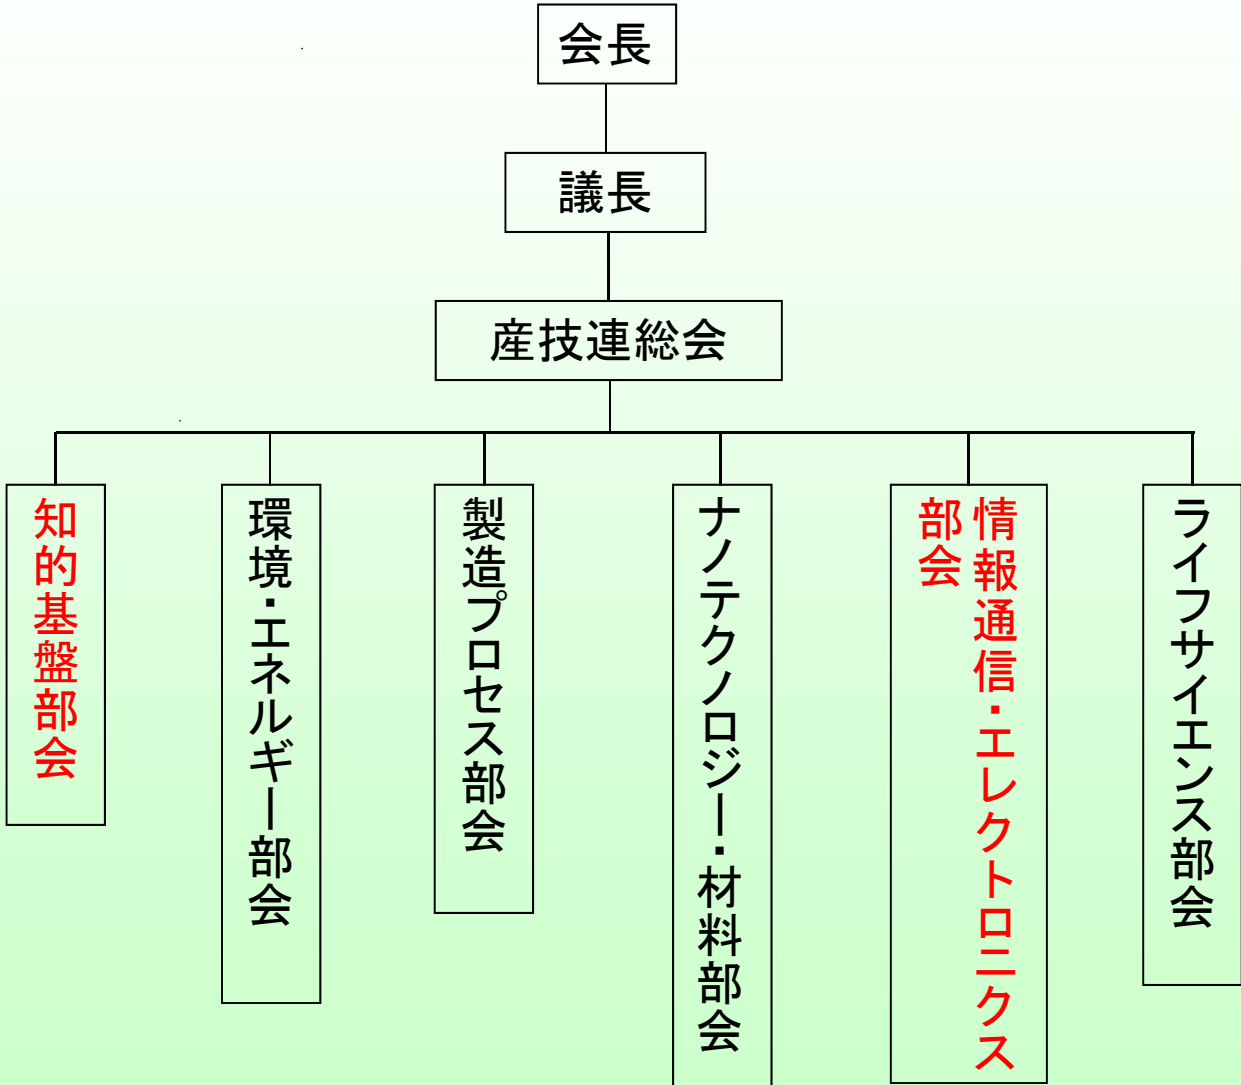 会長
議長
産技連総会
知的基盤部会
環境・エネルギー部会
製造プロセス部会
ナノテクノロジー・材料部会
情報通信・エレクトロニクス
部会
ライフサイエンス部会